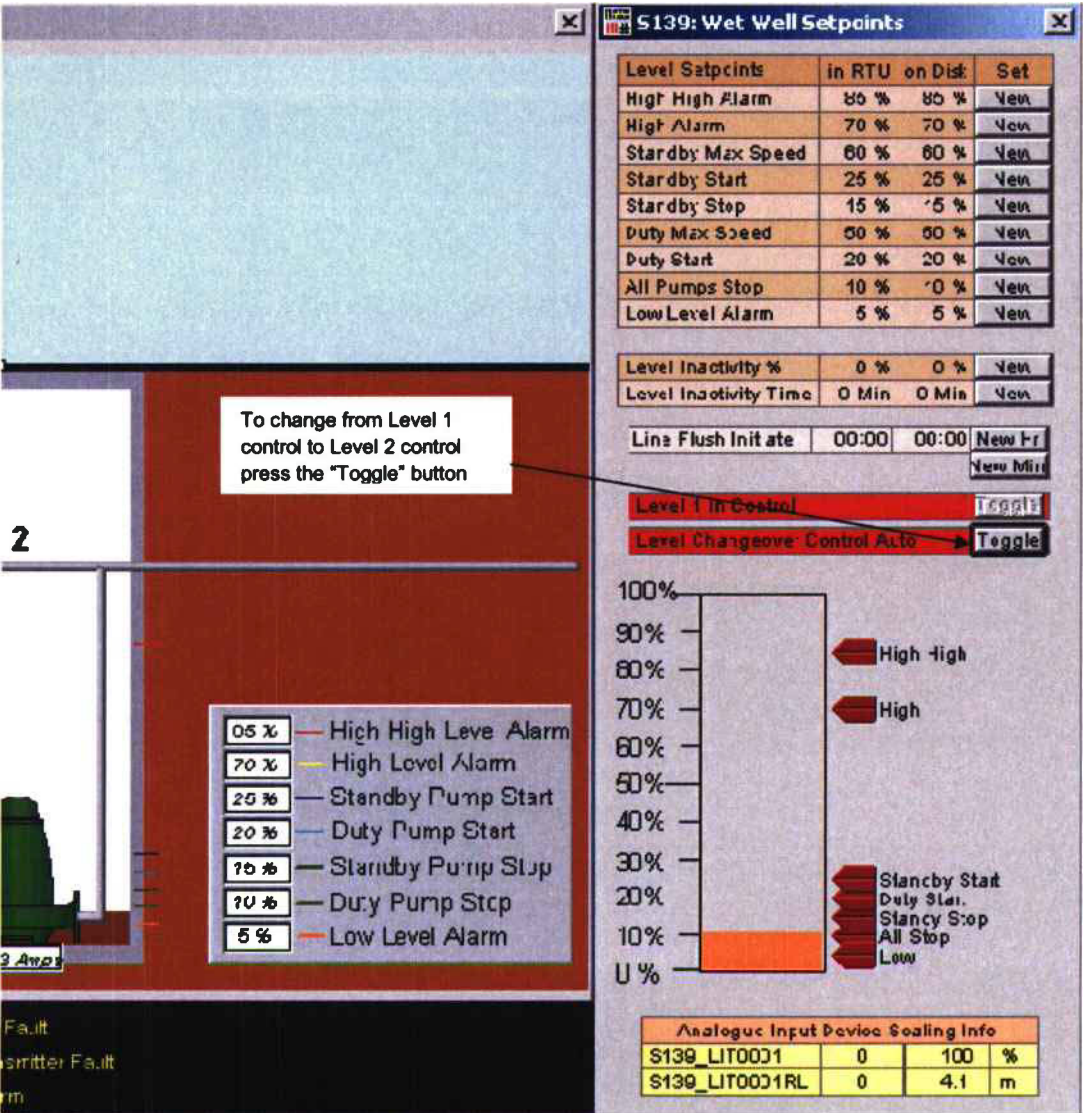 S139: Wet Well Setpoints
Level Setpoints in RTU on Disk Set
High High Alarm 85 % 85 % New
High Alarm 70 % 70 % New
Standby Max Speed 60 % 60 % New
Standby Start 25 % 25 % New
Standby Stop 15 % 15 % New
Duty Max Speed 50 % 50 % New
Duty Start 20 % 20 % New
All Pumps Stop 10 % 10 % New
Low Level Alarm 5 % 5 % New
Level Inactivity % 0 % 0 % New
Level Inactivity Time 0 Min 0 Min New
Line Flush Initiate 00:00 00:00 New Hr
New Min
Level 1 In Control Toggle
Level Changeover Control Auto Toggle
To change from Level 1
control to Level 2 control
press the "Toggle" button
2
85 % High High Level Alarm
70 % High Level Alarm
25 % Standby Pump Start
20 % Duty Pump Start
15 % Standby Pump Stop
10 % Duty Pump Stop
5 % Low Level Alarm
3 Amps
Fault
smitter Fault
rm
100%
90%
80%
70%
60%
50%
40%
30%
20%
10%
0 %
High High
High
Standby Start
Duty Start
Standy Stop
All Stop
Low
Analogue Input Device Scaling Info
S139_LIT0001 0 100 %
S139_LIT0001RL 0 4.1 m